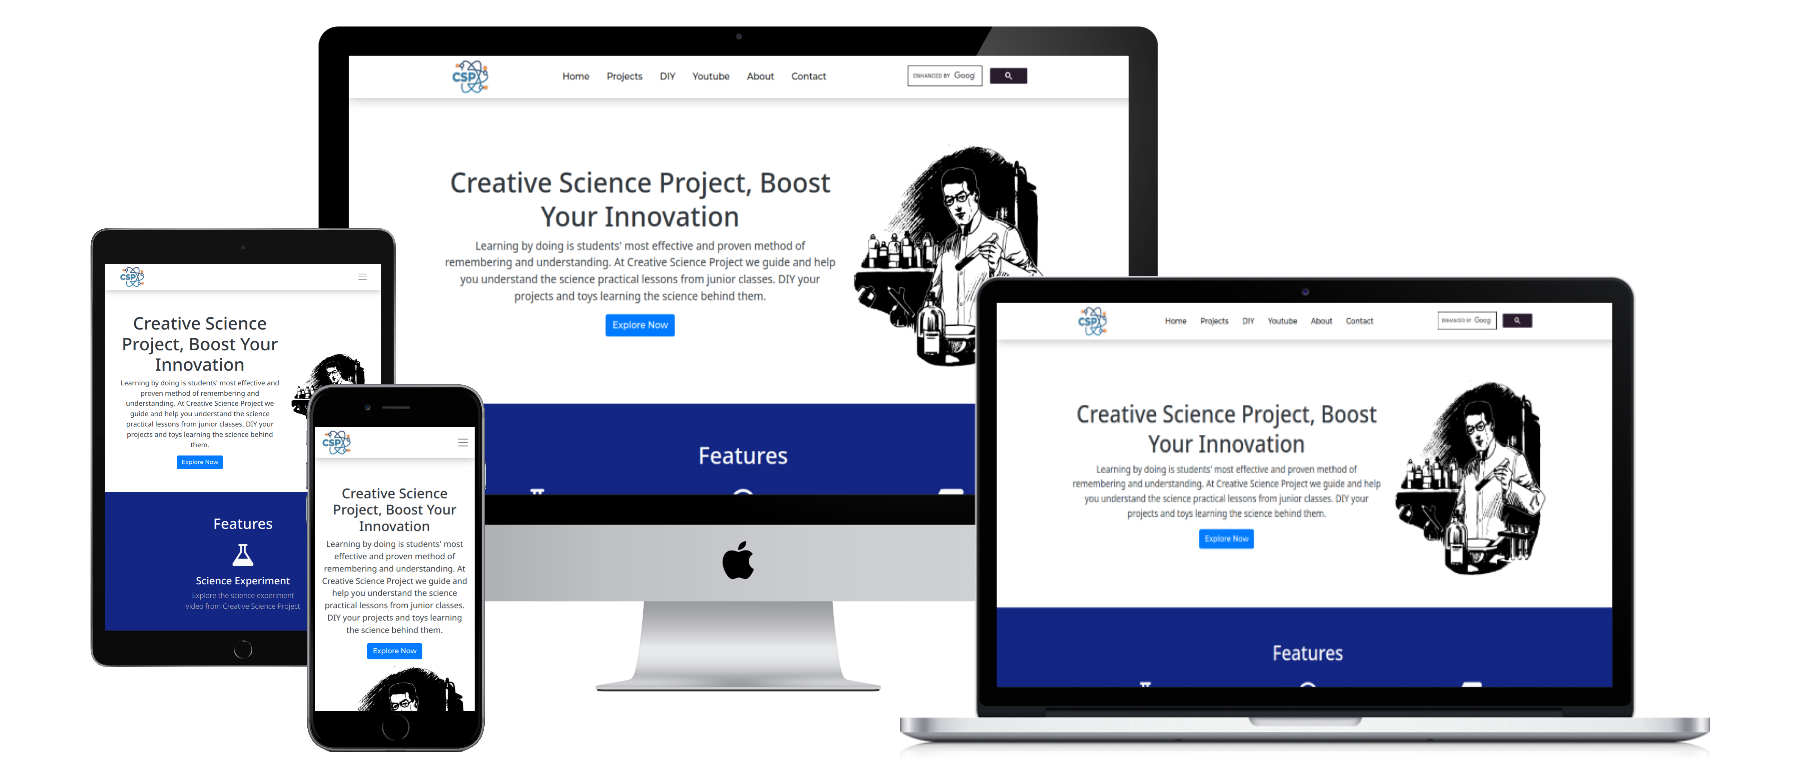 CSP
Home Projects DIY Youtube About Contact
ENHANCED BY Googl
Creative Science Project, Boost
Your Innovation
Learning by doing is students' most effective and proven method of
remembering and understanding. At Creative Science Project we guide and help
you understand the science practical lessons from junior classes. DIY your
projects and toys learning the science behind them.
Explore Now
Features
CSP
Creative Science
Project, Boost Your
Innovation
Learning by doing is students' most effective and
proven method of remembering and
understanding. At Creative Science Project we
guide and help you understand the science
practical lessons from junior classes. DIY your
projects and toys learning the science behind
them.
Explore Now
Features
Science Experiment
Explore the science experiment
video from Creative Science Project
CSP
Creative Science
Project, Boost Your
Innovation
Learning by doing is students' most
effective and proven method of
remembering and understanding. At
Creative Science Project we guide and
help you understand the science
practical lessons from junior classes.
DIY your projects and toys learning
the science behind them.
Explore Now
CSP
Home Projects DIY Youtube About Contact
ENHANCED BY Googl
Creative Science Project, Boost
Your Innovation
Learning by doing is students' most effective and proven method of
remembering and understanding. At Creative Science Project we guide and help
you understand the science practical lessons from junior classes. DIY your
projects and toys learning the science behind them.
Explore Now
Features